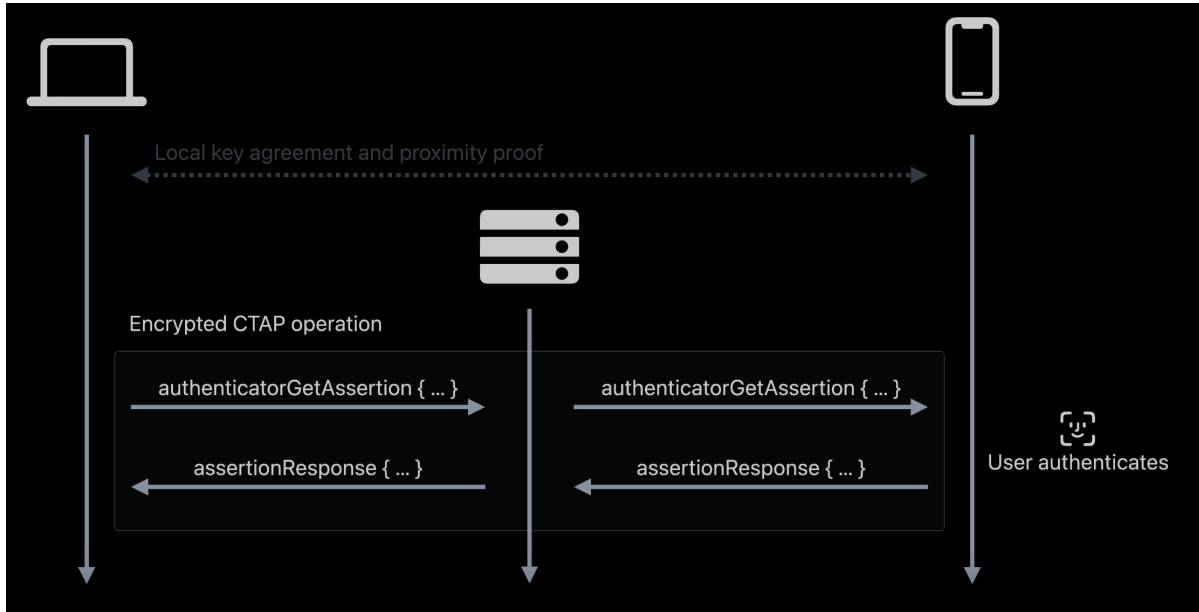 Local key agreement and proximity proof
Encrypted CTAP operation
authenticatorGetAssertion { ... }
authenticatorGetAssertion { ... }
assertionResponse { ... }
assertionResponse { ... }
User authenticates